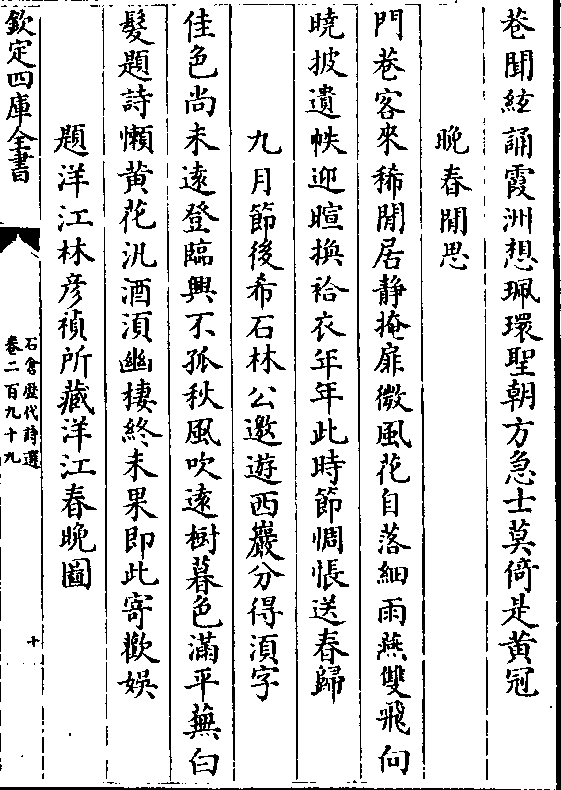 巷聞絃誦霞洲想珮環聖朝方急士莫倚是黄冠
晩春閒思
門巷客來稀閒居静掩扉微風花自落細雨燕雙飛向
曉披遺帙迎暄換袷衣年年此時節惆悵送春歸
九月節後希石林公邀遊西巖分得湏字
佳色尚未逺登臨興不孤秋風吹逺樹暮色滿平蕪白
髮題詩懶黄花汎酒湏幽棲終未果即此寄歡娱
題洋江林彦禎所藏洋江春晩圖
欽定四庫全書
石倉歴代詩選
卷二百九十九
十